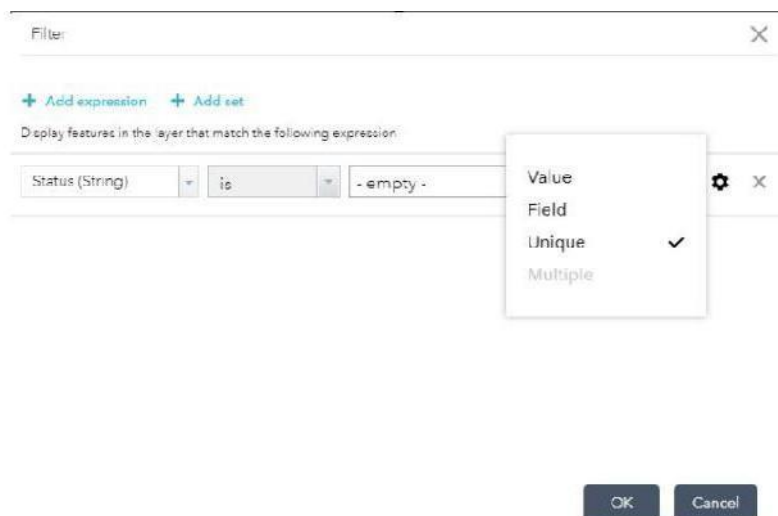 Filter
+ Add expression + Add set
Display features in the layer that match the following expression
Status (String) is - empty -
Value
Field
Unique
Multiple
OK Cancel